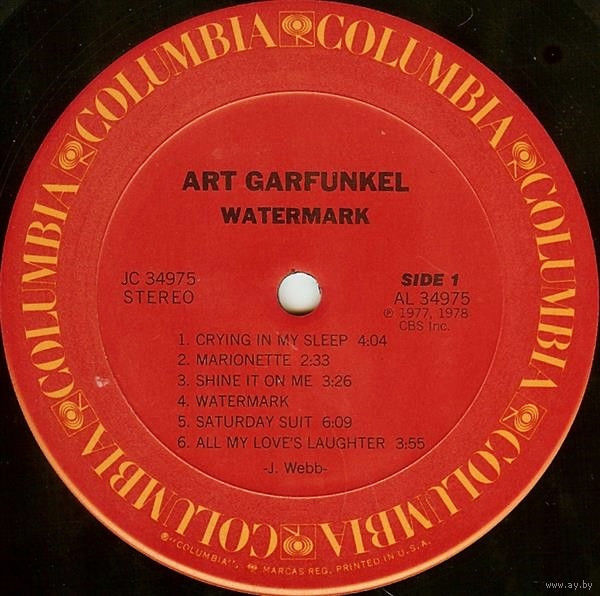 COLUMBIA COLUMBIA COLUMBIA COLUMBIA COLUMBIA COLUMBIA
ART GARFUNKEL
WATERMARK
JC 34975
STEREO
SIDE 1
AL 34975
℗ 1977, 1978
CBS Inc.
1. CRYING IN MY SLEEP 4:04
2. MARIONETTE 2:33
3. SHINE IT ON ME 3:26
4. WATERMARK
5. SATURDAY SUIT 6:09
6. ALL MY LOVE'S LAUGHTER 3:55
-J. Webb-
®"COLUMBIA", MARCAS REG. PRINTED IN U.S.A.
www.ay.by